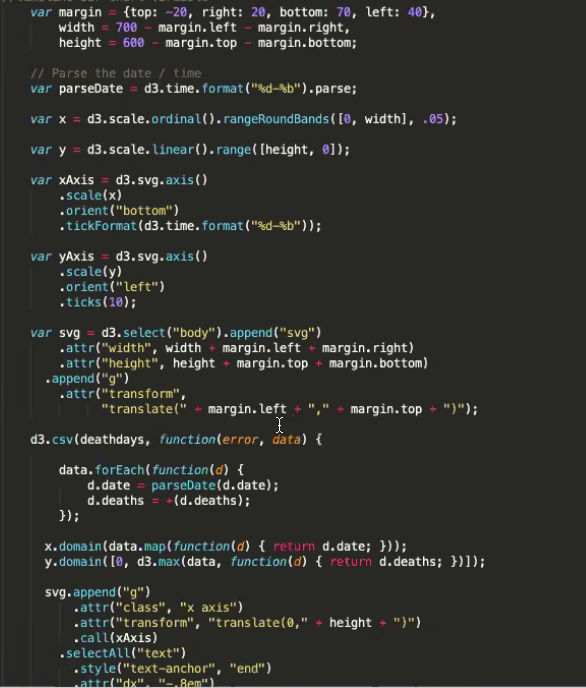 var margin = {top: -20, right: 20, bottom: 70, left: 40},
    width = 700 - margin.left - margin.right,
    height = 600 - margin.top - margin.bottom;

// Parse the date / time
var parseDate = d3.time.format("%d-%b").parse;

var x = d3.scale.ordinal().rangeRoundBands([0, width], .05);

var y = d3.scale.linear().range([height, 0]);

var xAxis = d3.svg.axis()
    .scale(x)
    .orient("bottom")
    .tickFormat(d3.time.format("%d-%b"));

var yAxis = d3.svg.axis()
    .scale(y)
    .orient("left")
    .ticks(10);

var svg = d3.select("body").append("svg")
    .attr("width", width + margin.left + margin.right)
    .attr("height", height + margin.top + margin.bottom)
  .append("g")
    .attr("transform",
          "translate(" + margin.left + "," + margin.top + ")");

d3.csv(deathdays, function(error, data) {

    data.forEach(function(d) {
        d.date = parseDate(d.date);
        d.deaths = +(d.deaths);
    });

  x.domain(data.map(function(d) { return d.date; }));
  y.domain([0, d3.max(data, function(d) { return d.deaths; })]);

  svg.append("g")
      .attr("class", "x axis")
      .attr("transform", "translate(0," + height + ")")
      .call(xAxis)
    .selectAll("text")
      .style("text-anchor", "end")
      .attr("dx", "-.8em")